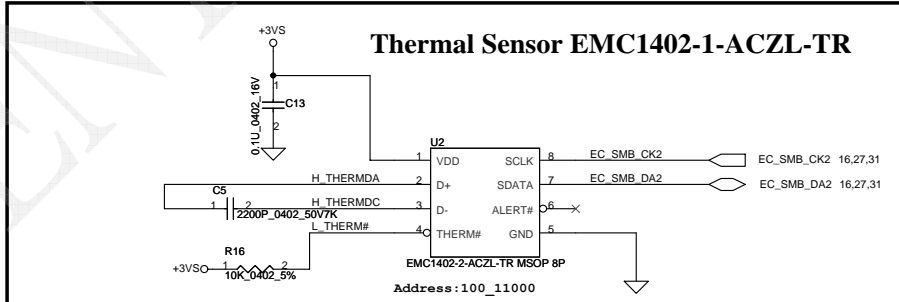 +3VS
Thermal Sensor EMC1402-1-ACZL-TR
0.1U_0402_16V
1
C13
2
U2
1 VDD SCLK 8 EC_SMB_CK2 EC_SMB_CK2 16,27,31
H_THERMDA 2 D+ SDATA 7 EC_SMB_DA2 EC_SMB_DA2 16,27,31
C5
1 2 H_THERMDC 3 D- ALERT# 6
2200P_0402_50V7K
L_THERM# 4 THERM# GND 5
R16
+3VS 1 2
10K_0402_5%
EMC1402-2-ACZL-TR MSOP 8P
Address:100_11000